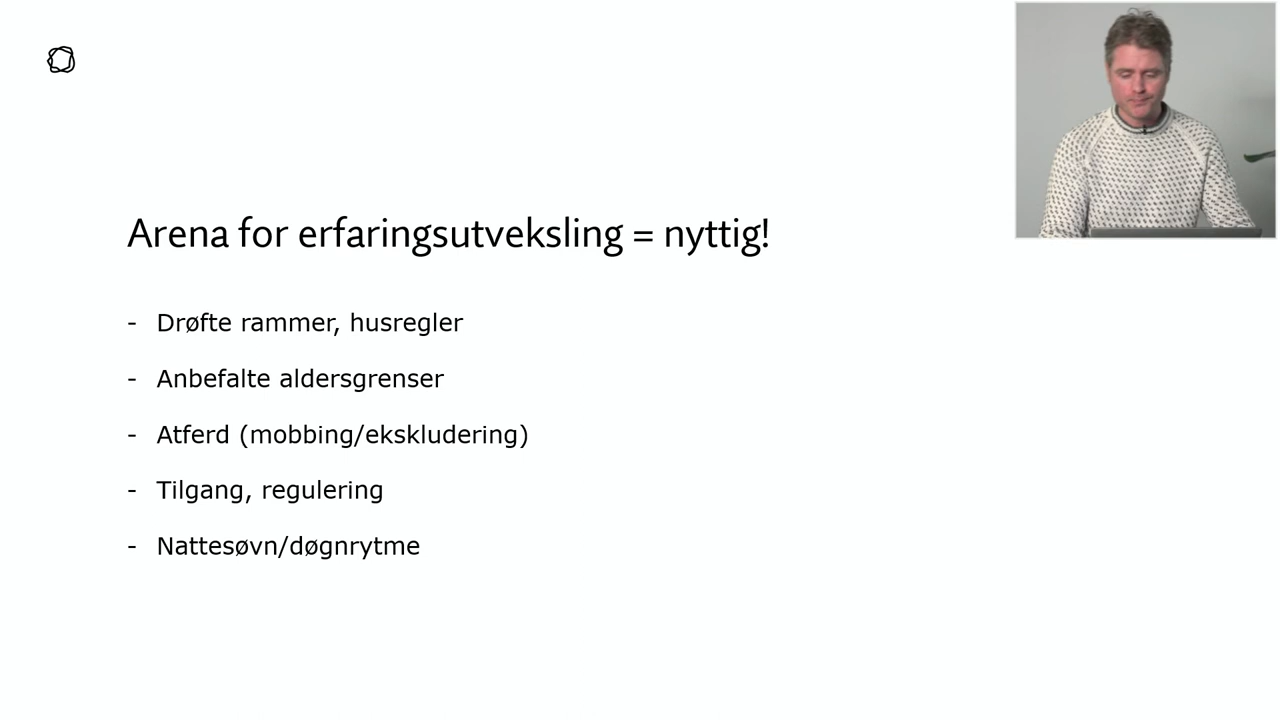 Arena for erfaringsutveksling = nyttig!
- Drøfte rammer, husregler
- Anbefalte aldersgrenser
- Atferd (mobbing/ekskludering)
- Tilgang, regulering
- Nattesøvn/døgnrytme